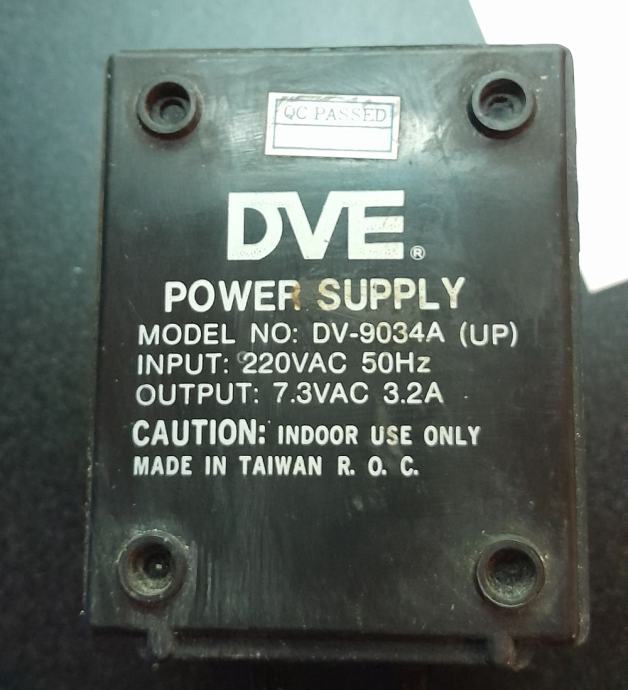 QC PASSED
DVE®
POWER SUPPLY
MODEL NO: DV-9034A (UP)
INPUT: 220VAC 50Hz
OUTPUT: 7.3VAC 3.2A
CAUTION: INDOOR USE ONLY
MADE IN TAIWAN R. O. C.